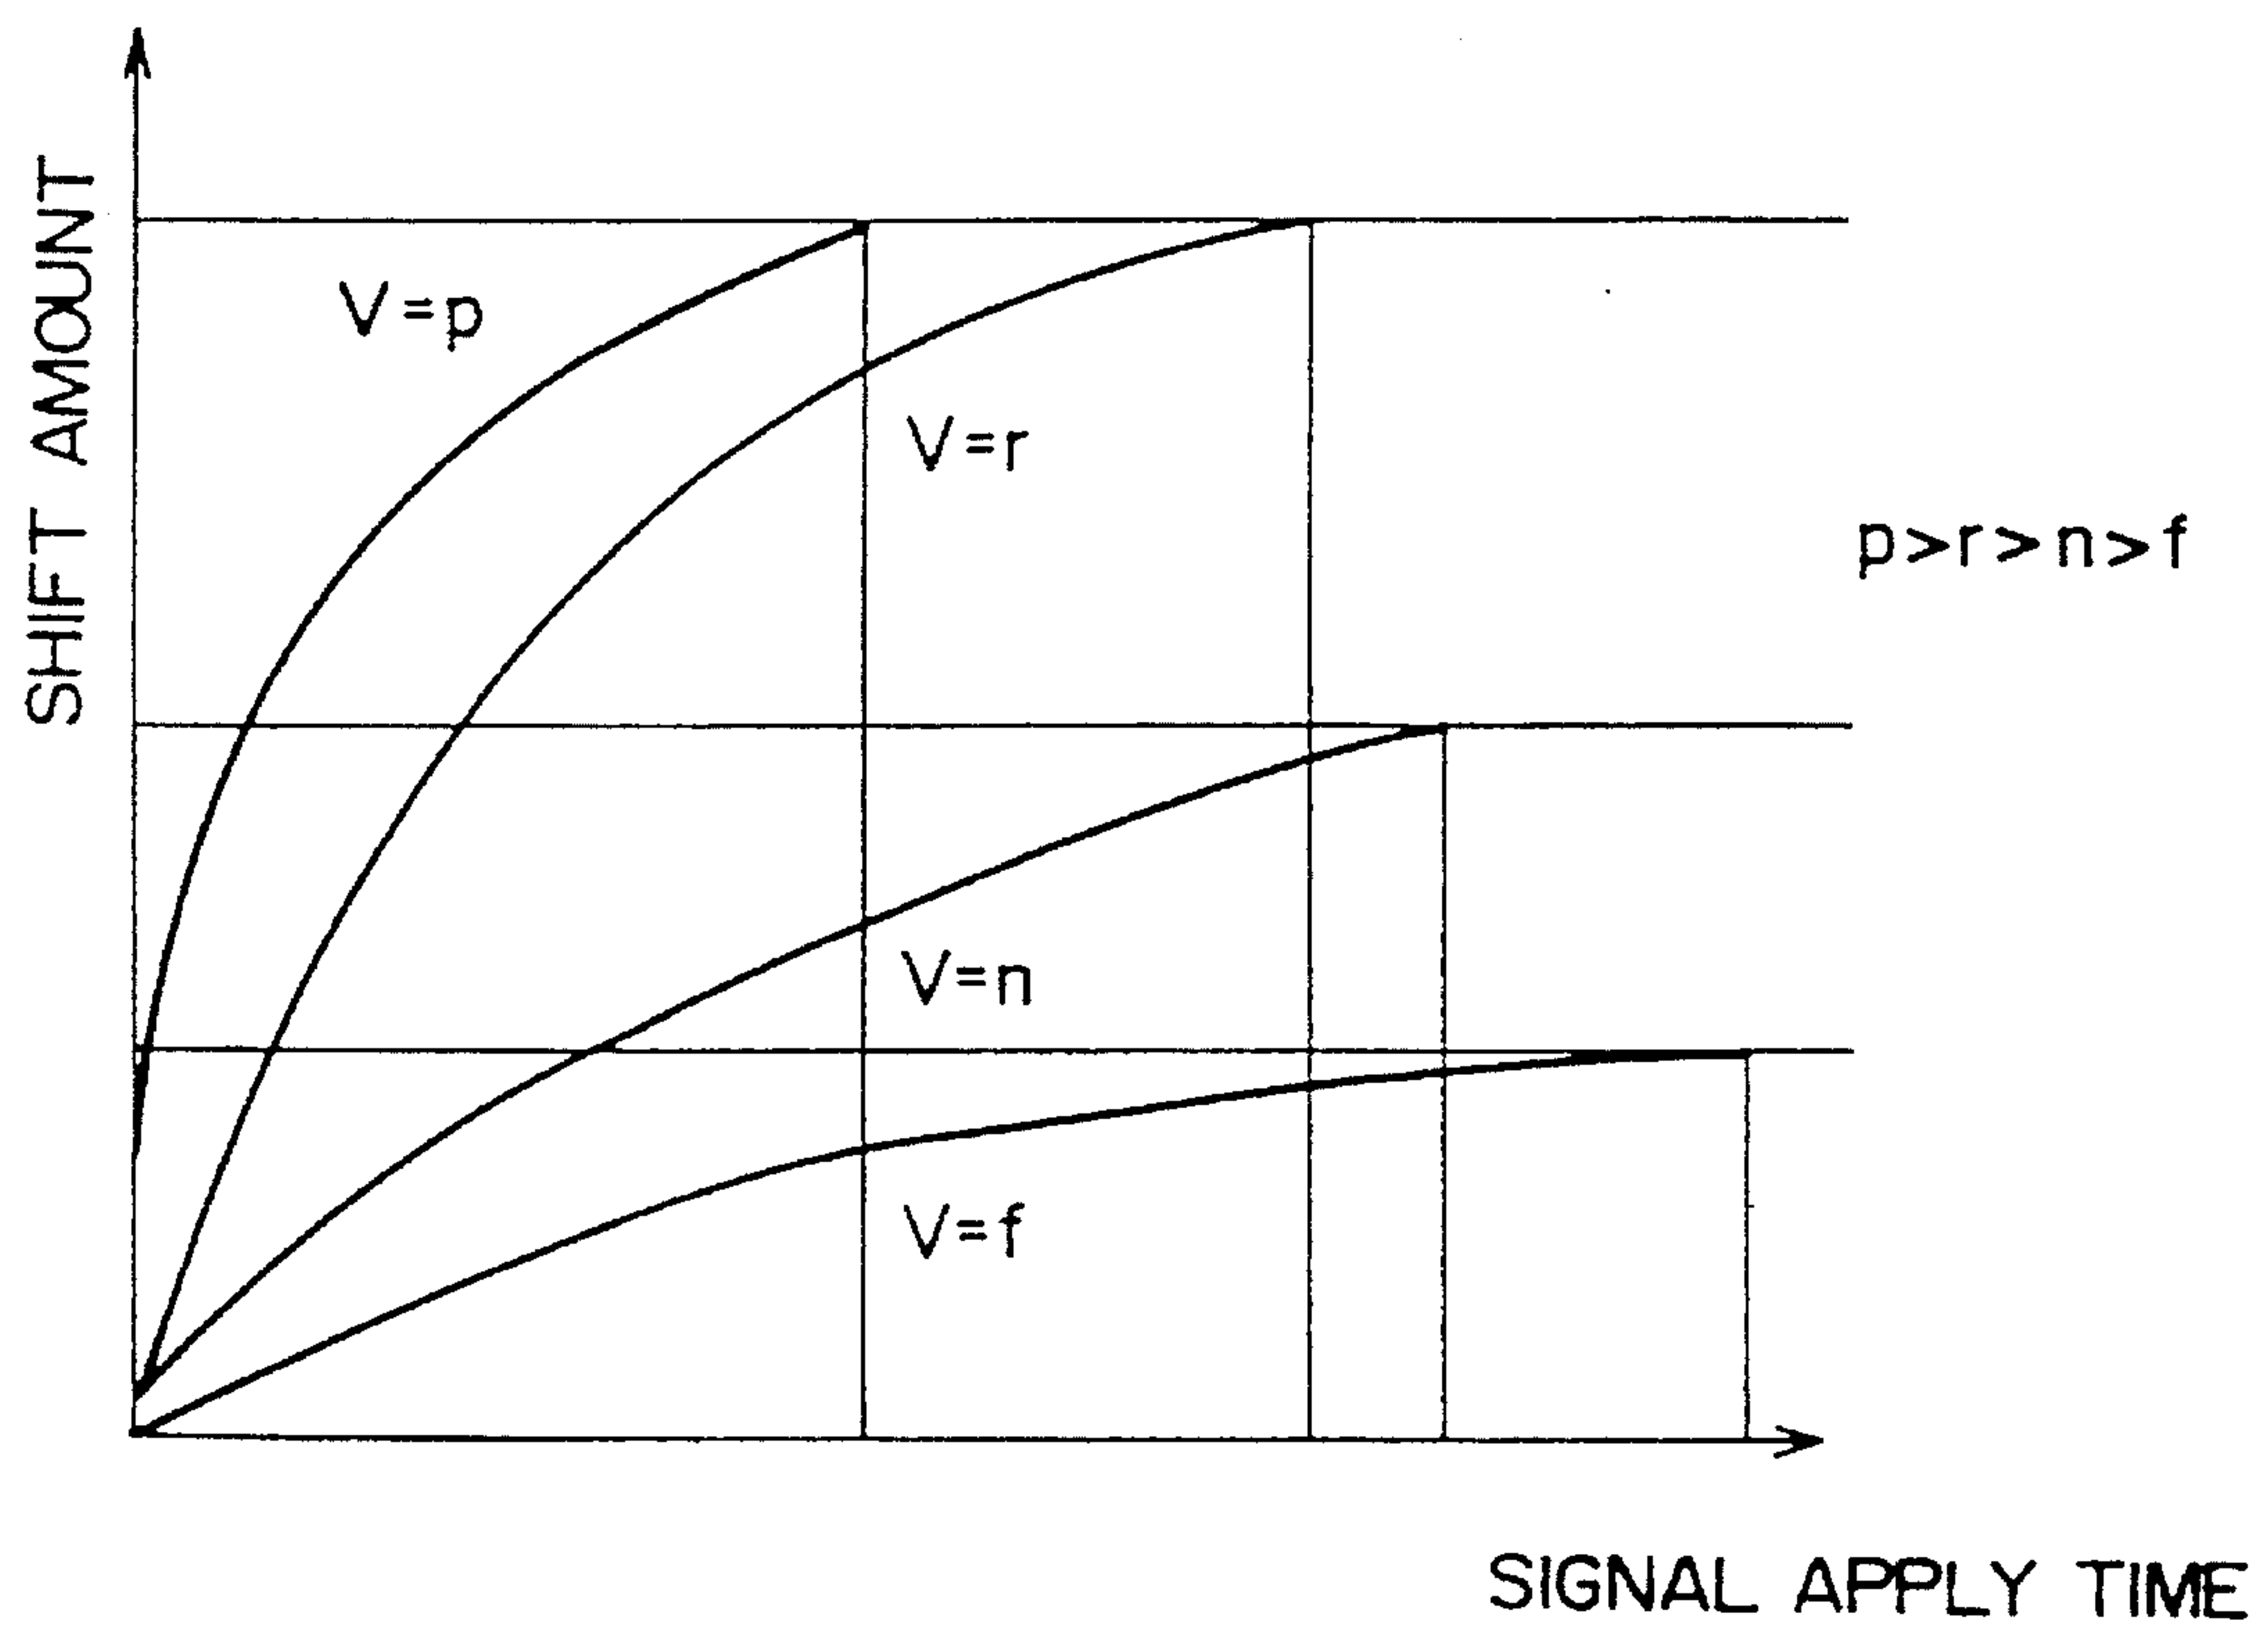 SHIFT AMOUNT
V=p
V=r
p>r>n>f
V=n
V=f
SIGNAL APPLY TIME